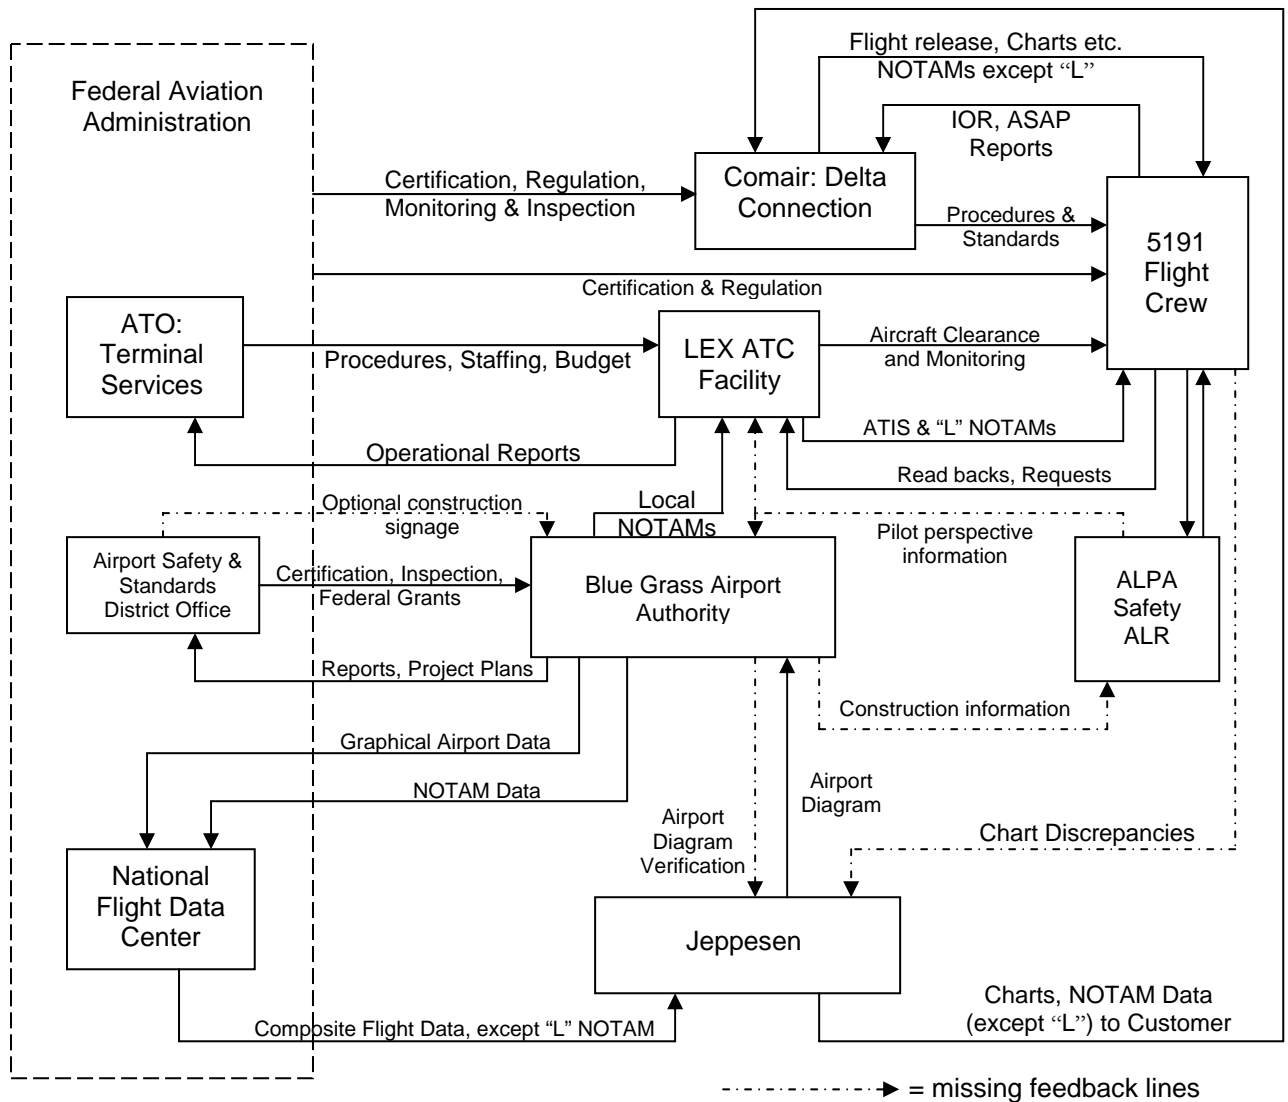 Flight release, Charts etc.
NOTAMs except “L”
Federal Aviation
Administration
IOR, ASAP
Reports
Certification, Regulation,
Monitoring & Inspection
Comair: Delta
Connection
Procedures &
Standards
5191
Flight
Crew
Certification & Regulation
ATO:
Terminal
Services
Procedures, Staffing, Budget
LEX ATC
Facility
Aircraft Clearance
and Monitoring
ATIS & “L” NOTAMs
Operational Reports
Read backs, Requests
Optional construction
signage
Local
NOTAMs
Pilot perspective
information
Airport Safety &
Standards
District Office
Certification, Inspection,
Federal Grants
Blue Grass Airport
Authority
ALPA
Safety
ALR
Reports, Project Plans
Construction information
Graphical Airport Data
NOTAM Data
Airport
Diagram
Airport
Diagram
Verification
Chart Discrepancies
National
Flight Data
Center
Jeppesen
Composite Flight Data, except “L” NOTAM
Charts, NOTAM Data
(except “L”) to Customer
= missing feedback lines